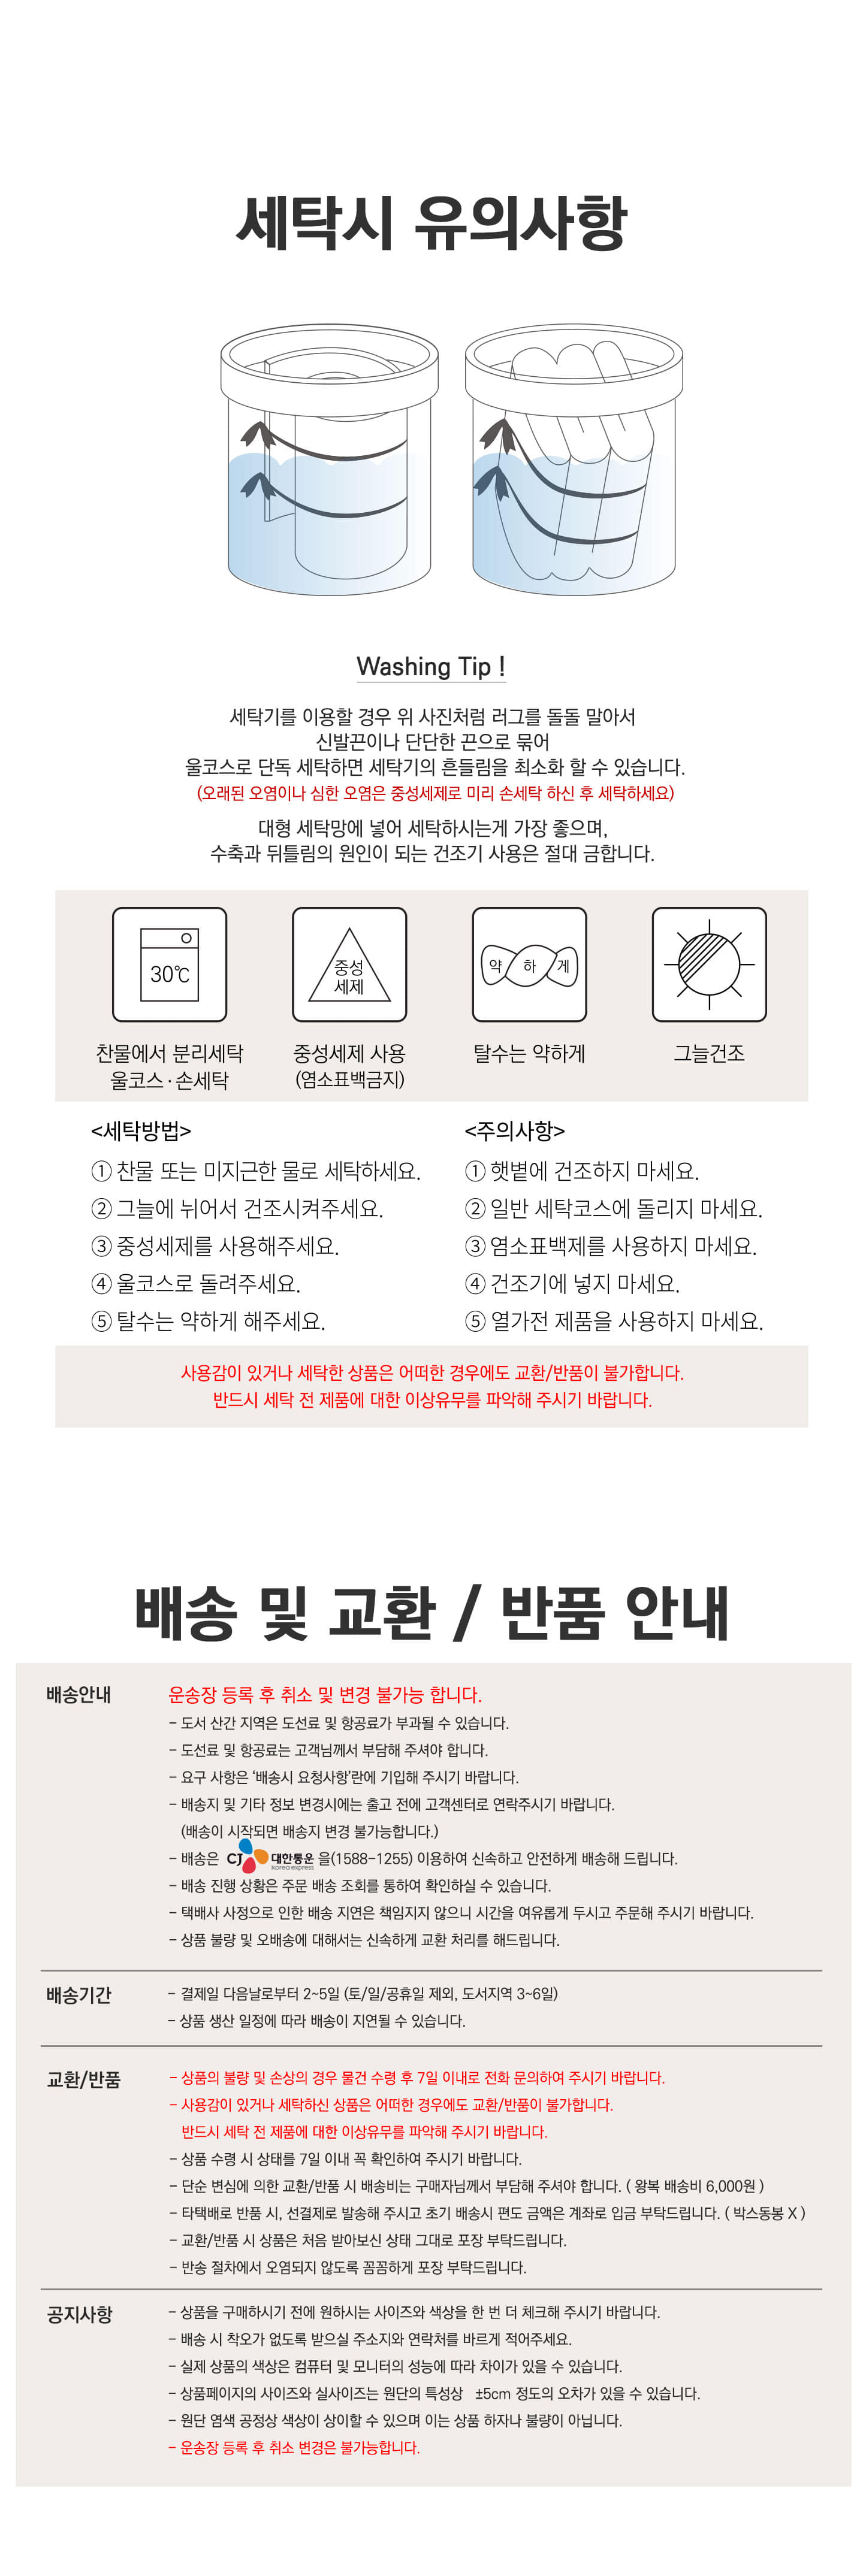 세탁시 유의사항
Washing Tip !
세탁기를 이용할 경우 위 사진처럼 러그를 돌돌 말아서
신발끈이나 단단한 끈으로 묶어
울코스로 단독 세탁하면 세탁기의 흔들림을 최소화 할 수 있습니다.
(오래된 오염이나 심한 오염은 중성세제로 미리 손세탁 하신 후 세탁하세요)
대형 세탁망에 넣어 세탁하시는게 가장 좋으며,
수축과 뒤틀림의 원인이 되는 건조기 사용은 절대 금합니다.
30℃
중성
세제
약 하 게
찬물에서 분리세탁
울코스·손세탁
중성세제 사용
(염소표백금지)
탈수는 약하게
그늘건조
<세탁방법>
① 찬물 또는 미지근한 물로 세탁하세요.
② 그늘에 뉘어서 건조시켜주세요.
③ 중성세제를 사용해주세요.
④ 울코스로 돌려주세요.
⑤ 탈수는 약하게 해주세요.
<주의사항>
① 햇볕에 건조하지 마세요.
② 일반 세탁코스에 돌리지 마세요.
③ 염소표백제를 사용하지 마세요.
④ 건조기에 넣지 마세요.
⑤ 열가전 제품을 사용하지 마세요.
사용감이 있거나 세탁한 상품은 어떠한 경우에도 교환/반품이 불가합니다.
반드시 세탁 전 제품에 대한 이상유무를 파악해 주시기 바랍니다.
배송 및 교환 / 반품 안내
배송안내
운송장 등록 후 취소 및 변경 불가능 합니다.
- 도서 산간 지역은 도선료 및 항공료가 부과될 수 있습니다.
- 도선료 및 항공료는 고객님께서 부담해 주셔야 합니다.
- 요구 사항은 ‘배송시 요청사항’란에 기입해 주시기 바랍니다.
- 배송지 및 기타 정보 변경시에는 출고 전에 고객센터로 연락주시기 바랍니다.
(배송이 시작되면 배송지 변경 불가능합니다.)
- 배송은 CJ 대한통운 korea express 을(1588-1255) 이용하여 신속하고 안전하게 배송해 드립니다.
- 배송 진행 상황은 주문 배송 조회를 통하여 확인하실 수 있습니다.
- 택배사 사정으로 인한 배송 지연은 책임지지 않으니 시간을 여유롭게 두시고 주문해 주시기 바랍니다.
- 상품 불량 및 오배송에 대해서는 신속하게 교환 처리를 해드립니다.
배송기간
- 결제일 다음날로부터 2~5일 (토/일/공휴일 제외, 도서지역 3~6일)
- 상품 생산 일정에 따라 배송이 지연될 수 있습니다.
교환/반품
- 상품의 불량 및 손상의 경우 물건 수령 후 7일 이내로 전화 문의하여 주시기 바랍니다.
- 사용감이 있거나 세탁하신 상품은 어떠한 경우에도 교환/반품이 불가합니다.
반드시 세탁 전 제품에 대한 이상유무를 파악해 주시기 바랍니다.
- 상품 수령 시 상태를 7일 이내 꼭 확인하여 주시기 바랍니다.
- 단순 변심에 의한 교환/반품 시 배송비는 구매자님께서 부담해 주셔야 합니다. ( 왕복 배송비 6,000원 )
- 타택배로 반품 시, 선결제로 발송해 주시고 초기 배송시 편도 금액은 계좌로 입금 부탁드립니다. ( 박스동봉 X )
- 교환/반품 시 상품은 처음 받아보신 상태 그대로 포장 부탁드립니다.
- 반송 절차에서 오염되지 않도록 꼼꼼하게 포장 부탁드립니다.
공지사항
- 상품을 구매하시기 전에 원하시는 사이즈와 색상을 한 번 더 체크해 주시기 바랍니다.
- 배송 시 착오가 없도록 받으실 주소지와 연락처를 바르게 적어주세요.
- 실제 상품의 색상은 컴퓨터 및 모니터의 성능에 따라 차이가 있을 수 있습니다.
- 상품페이지의 사이즈와 실사이즈는 원단의 특성상 ±5cm 정도의 오차가 있을 수 있습니다.
- 원단 염색 공정상 색상이 상이할 수 있으며 이는 상품 하자나 불량이 아닙니다.
- 운송장 등록 후 취소 변경은 불가능합니다.